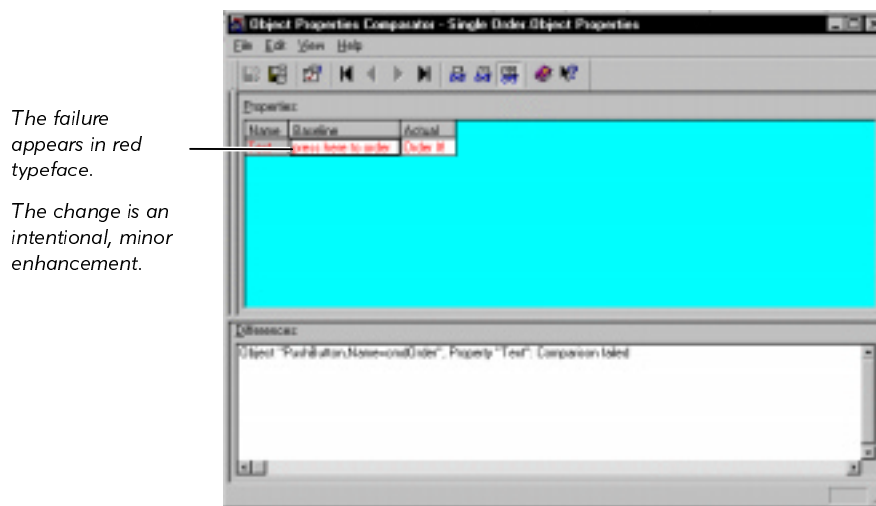 Object Properties Comparator - Single Order.Object Properties
File Edit View Help
The failure
appears in red
typeface.
The change is an
intentional, minor
enhancement.
Properties:
Name Baseline Actual
Text press here to order Order It!
Differences:
Object "PushButton,Name=cmdOrder", Property "Text": Comparison failed